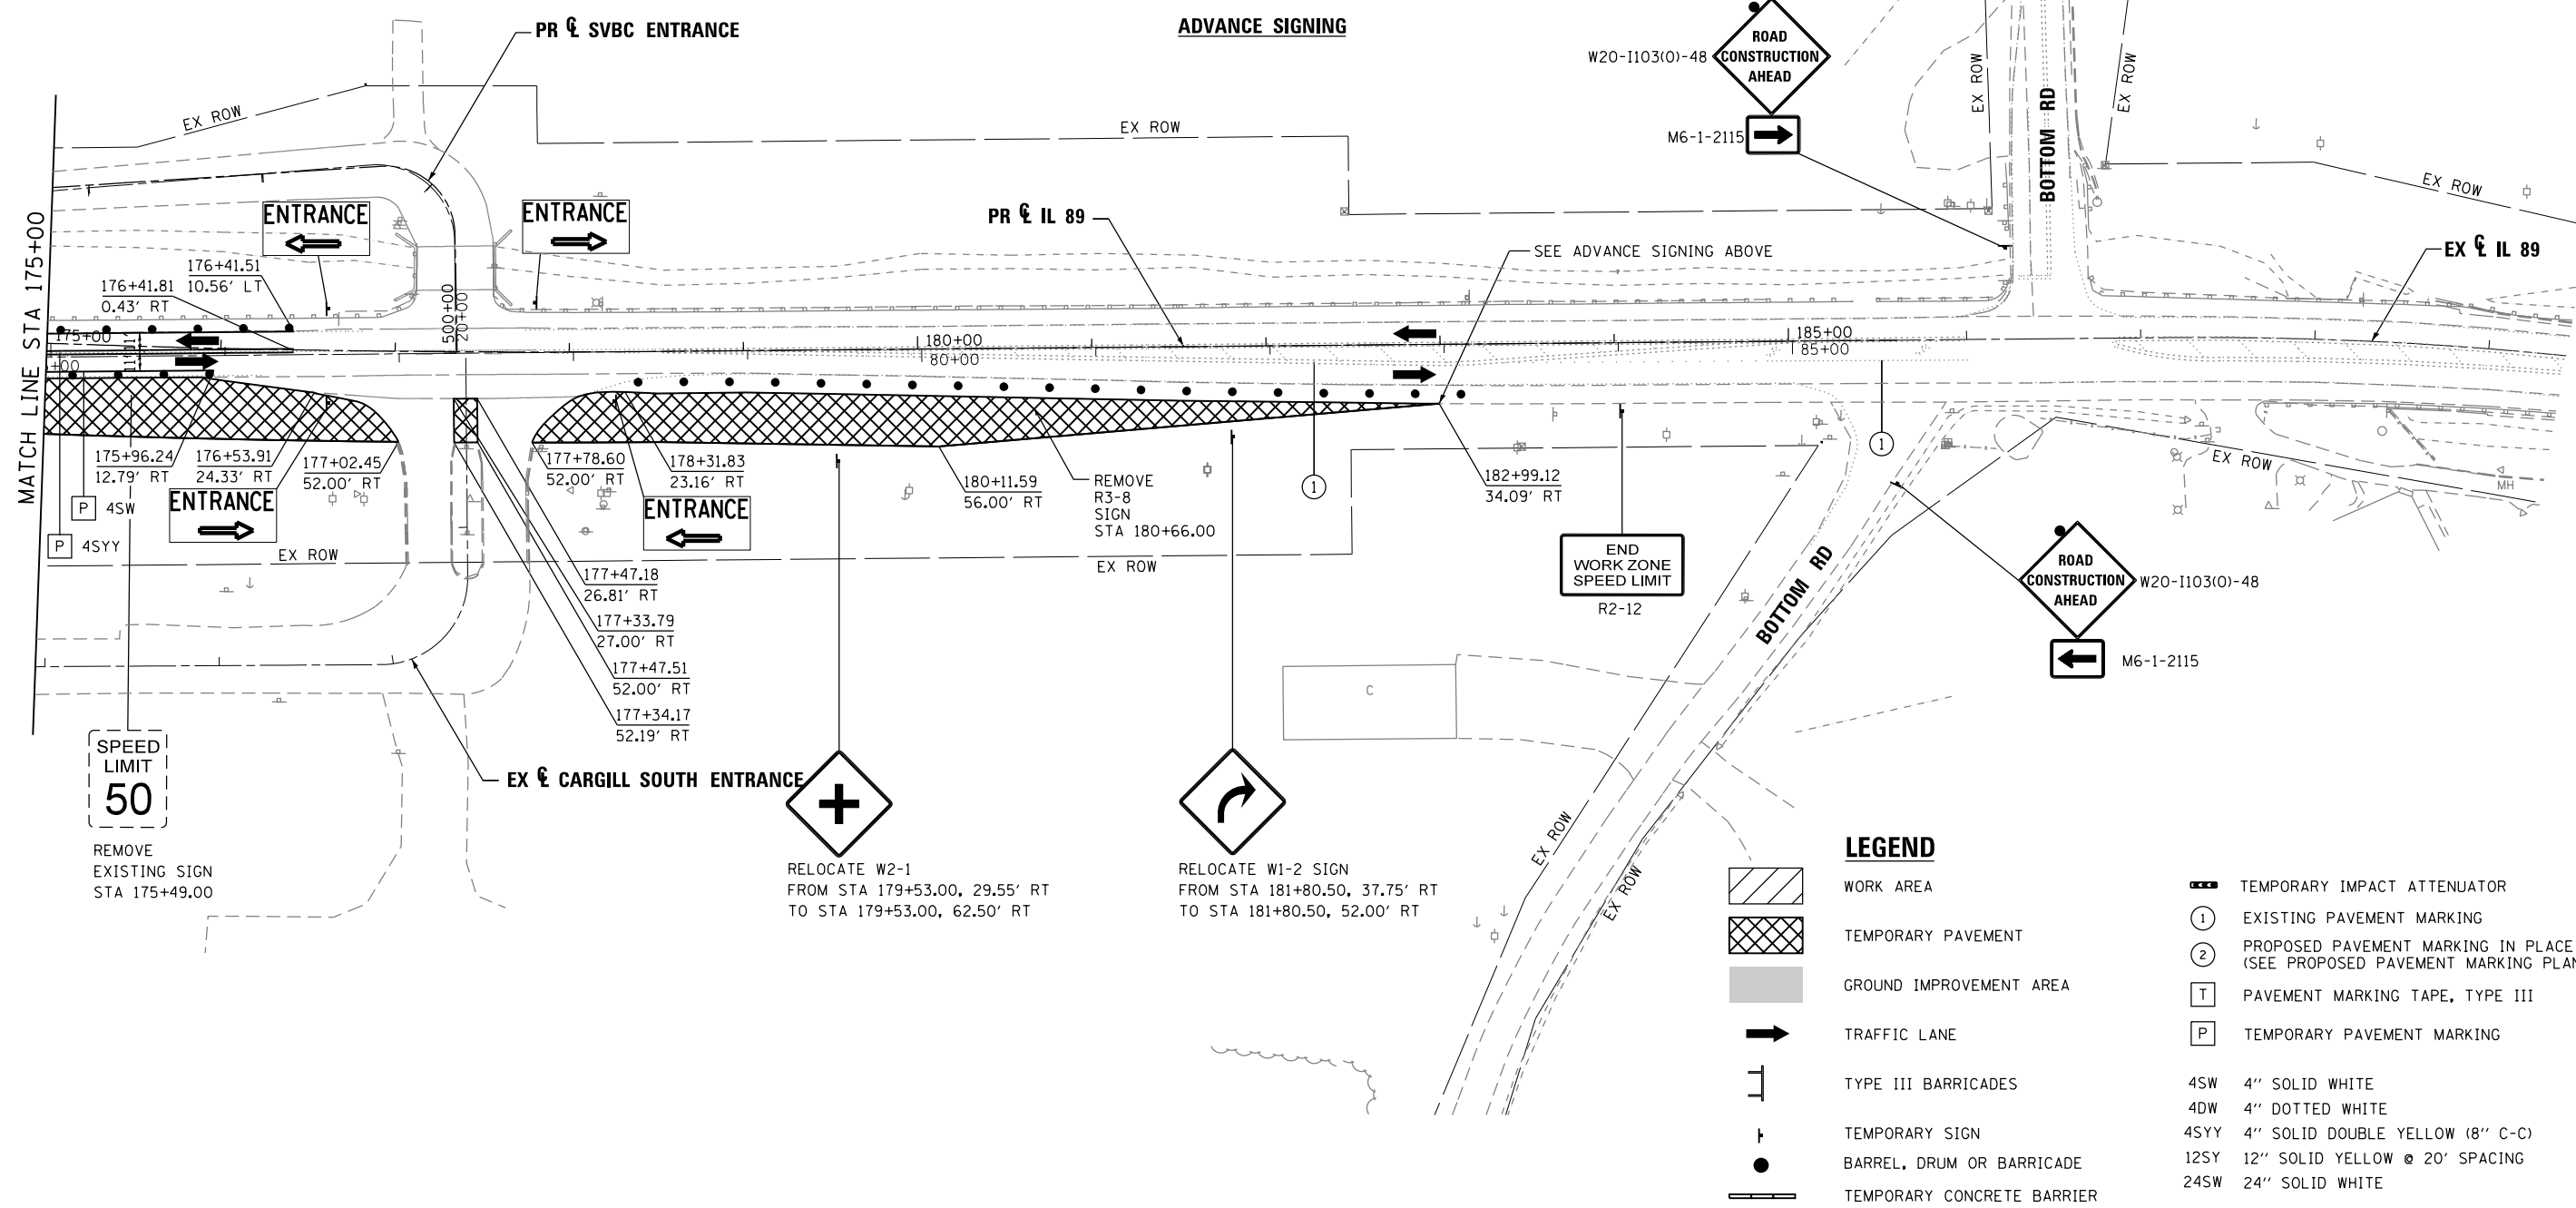 PR ℄ SVBC ENTRANCE
ADVANCE SIGNING
ROAD
CONSTRUCTION
AHEAD
W20-I103(0)-48
M6-1-2115
EX ROW
EX ROW
EX ROW
EX ROW
BOTTOM RD
EX ROW
MATCH LINE STA 175+00
ENTRANCE
ENTRANCE
PR ℄ IL 89
SEE ADVANCE SIGNING ABOVE
EX ℄ IL 89
176+41.51
10.56' LT
176+41.81
0.43' RT
500+00
20+00
175+00
+00
11'
11'
180+00
80+00
185+00
85+00
175+96.24
12.79' RT
176+53.91
24.33' RT
177+02.45
52.00' RT
177+78.60
52.00' RT
178+31.83
23.16' RT
180+11.59
56.00' RT
REMOVE
R3-8
SIGN
STA 180+66.00
1
182+99.12
34.09' RT
1
EX ROW
MH
P 4SW
P 4SYY
ENTRANCE
ENTRANCE
EX ROW
EX ROW
END
WORK ZONE
SPEED LIMIT
R2-12
BOTTOM RD
ROAD
CONSTRUCTION
AHEAD
W20-I103(0)-48
M6-1-2115
177+47.18
26.81' RT
177+33.79
27.00' RT
177+47.51
52.00' RT
177+34.17
52.19' RT
C
SPEED
LIMIT
50
REMOVE
EXISTING SIGN
STA 175+49.00
EX ℄ CARGILL SOUTH ENTRANCE
RELOCATE W2-1
FROM STA 179+53.00, 29.55' RT
TO STA 179+53.00, 62.50' RT
RELOCATE W1-2 SIGN
FROM STA 181+80.50, 37.75' RT
TO STA 181+80.50, 52.00' RT
EX ROW
EX ROW
LEGEND
WORK AREA
TEMPORARY PAVEMENT
GROUND IMPROVEMENT AREA
TRAFFIC LANE
TYPE III BARRICADES
TEMPORARY SIGN
BARREL, DRUM OR BARRICADE
TEMPORARY CONCRETE BARRIER
TEMPORARY IMPACT ATTENUATOR
1 EXISTING PAVEMENT MARKING
2 PROPOSED PAVEMENT MARKING IN PLACE
(SEE PROPOSED PAVEMENT MARKING PLAN
T PAVEMENT MARKING TAPE, TYPE III
P TEMPORARY PAVEMENT MARKING
4SW 4'' SOLID WHITE
4DW 4'' DOTTED WHITE
4SYY 4'' SOLID DOUBLE YELLOW (8'' C-C)
12SY 12'' SOLID YELLOW @ 20' SPACING
24SW 24'' SOLID WHITE